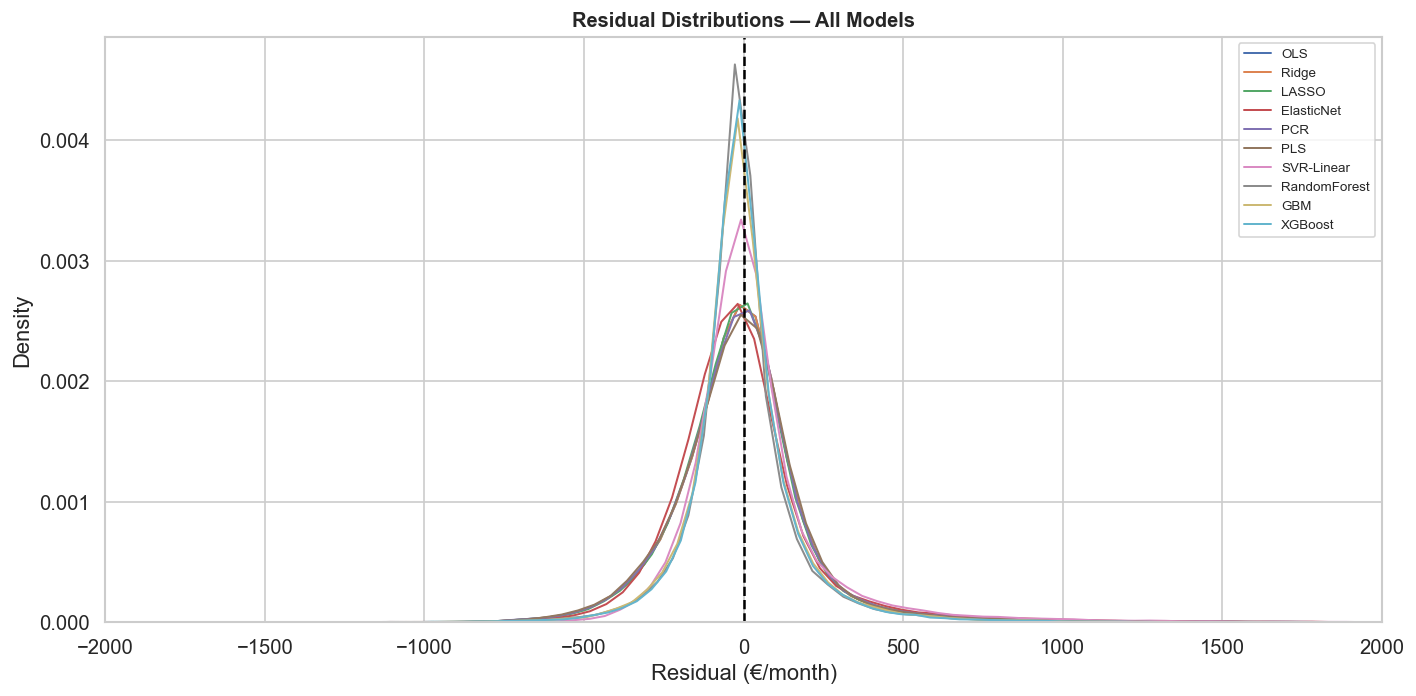 Residual Distributions — All Models
OLS
Ridge
LASSO
ElasticNet
PCR
PLS
SVR-Linear
RandomForest
GBM
XGBoost
Density
0.004
0.003
0.002
0.001
0.000
−2000 −1500 −1000 −500 0 500 1000 1500 2000
Residual (€/month)